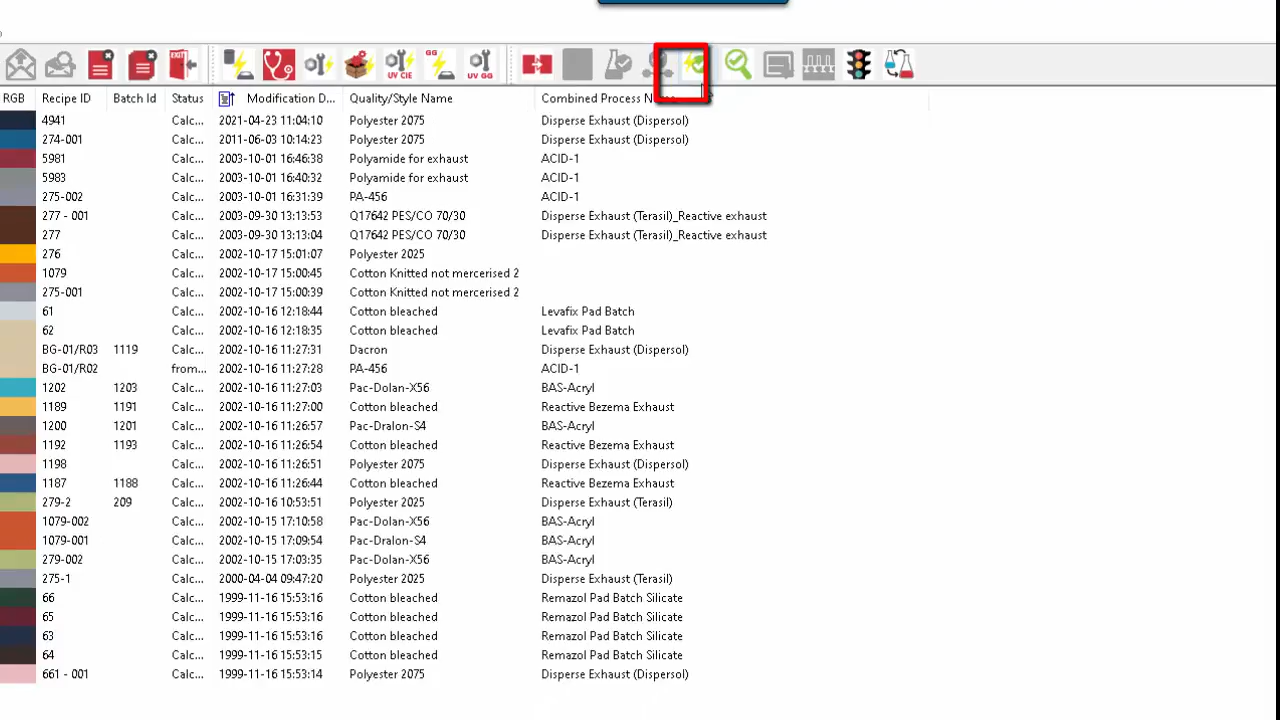 EXIT
UV CIE
GG
UV GG
RGB Recipe ID Batch Id Status Modification D... Quality/Style Name Combined Process N
4941 Calc... 2021-04-23 11:04:10 Polyester 2075 Disperse Exhaust (Dispersol)
274-001 Calc... 2011-06-03 10:14:23 Polyester 2075 Disperse Exhaust (Dispersol)
5981 Calc... 2003-10-01 16:46:38 Polyamide for exhaust ACID-1
5983 Calc... 2003-10-01 16:40:32 Polyamide for exhaust ACID-1
275-002 Calc... 2003-10-01 16:31:39 PA-456 ACID-1
277 - 001 Calc... 2003-09-30 13:13:53 Q17642 PES/CO 70/30 Disperse Exhaust (Terasil)_Reactive exhaust
277 Calc... 2003-09-30 13:13:04 Q17642 PES/CO 70/30 Disperse Exhaust (Terasil)_Reactive exhaust
276 Calc... 2002-10-17 15:01:07 Polyester 2025
1079 Calc... 2002-10-17 15:00:45 Cotton Knitted not mercerised 2
275-001 Calc... 2002-10-17 15:00:39 Cotton Knitted not mercerised 2
61 Calc... 2002-10-16 12:18:44 Cotton bleached Levafix Pad Batch
62 Calc... 2002-10-16 12:18:35 Cotton bleached Levafix Pad Batch
BG-01/R03 1119 Calc... 2002-10-16 11:27:31 Dacron Disperse Exhaust (Dispersol)
BG-01/R02 from... 2002-10-16 11:27:28 PA-456 ACID-1
1202 1203 Calc... 2002-10-16 11:27:03 Pac-Dolan-X56 BAS-Acryl
1189 1191 Calc... 2002-10-16 11:27:00 Cotton bleached Reactive Bezema Exhaust
1200 1201 Calc... 2002-10-16 11:26:57 Pac-Dralon-S4 BAS-Acryl
1192 1193 Calc... 2002-10-16 11:26:54 Cotton bleached Reactive Bezema Exhaust
1198 Calc... 2002-10-16 11:26:51 Polyester 2075 Disperse Exhaust (Dispersol)
1187 1188 Calc... 2002-10-16 11:26:44 Cotton bleached Reactive Bezema Exhaust
279-2 209 Calc... 2002-10-16 10:53:51 Polyester 2025 Disperse Exhaust (Terasil)
1079-002 Calc... 2002-10-15 17:10:58 Pac-Dolan-X56 BAS-Acryl
1079-001 Calc... 2002-10-15 17:09:54 Pac-Dralon-S4 BAS-Acryl
279-002 Calc... 2002-10-15 17:03:35 Pac-Dolan-X56 BAS-Acryl
275-1 Calc... 2000-04-04 09:47:20 Polyester 2025 Disperse Exhaust (Terasil)
66 Calc... 1999-11-16 15:53:16 Cotton bleached Remazol Pad Batch Silicate
65 Calc... 1999-11-16 15:53:16 Cotton bleached Remazol Pad Batch Silicate
63 Calc... 1999-11-16 15:53:16 Cotton bleached Remazol Pad Batch Silicate
64 Calc... 1999-11-16 15:53:15 Cotton bleached Remazol Pad Batch Silicate
661 - 001 Calc... 1999-11-16 15:53:14 Polyester 2075 Disperse Exhaust (Dispersol)